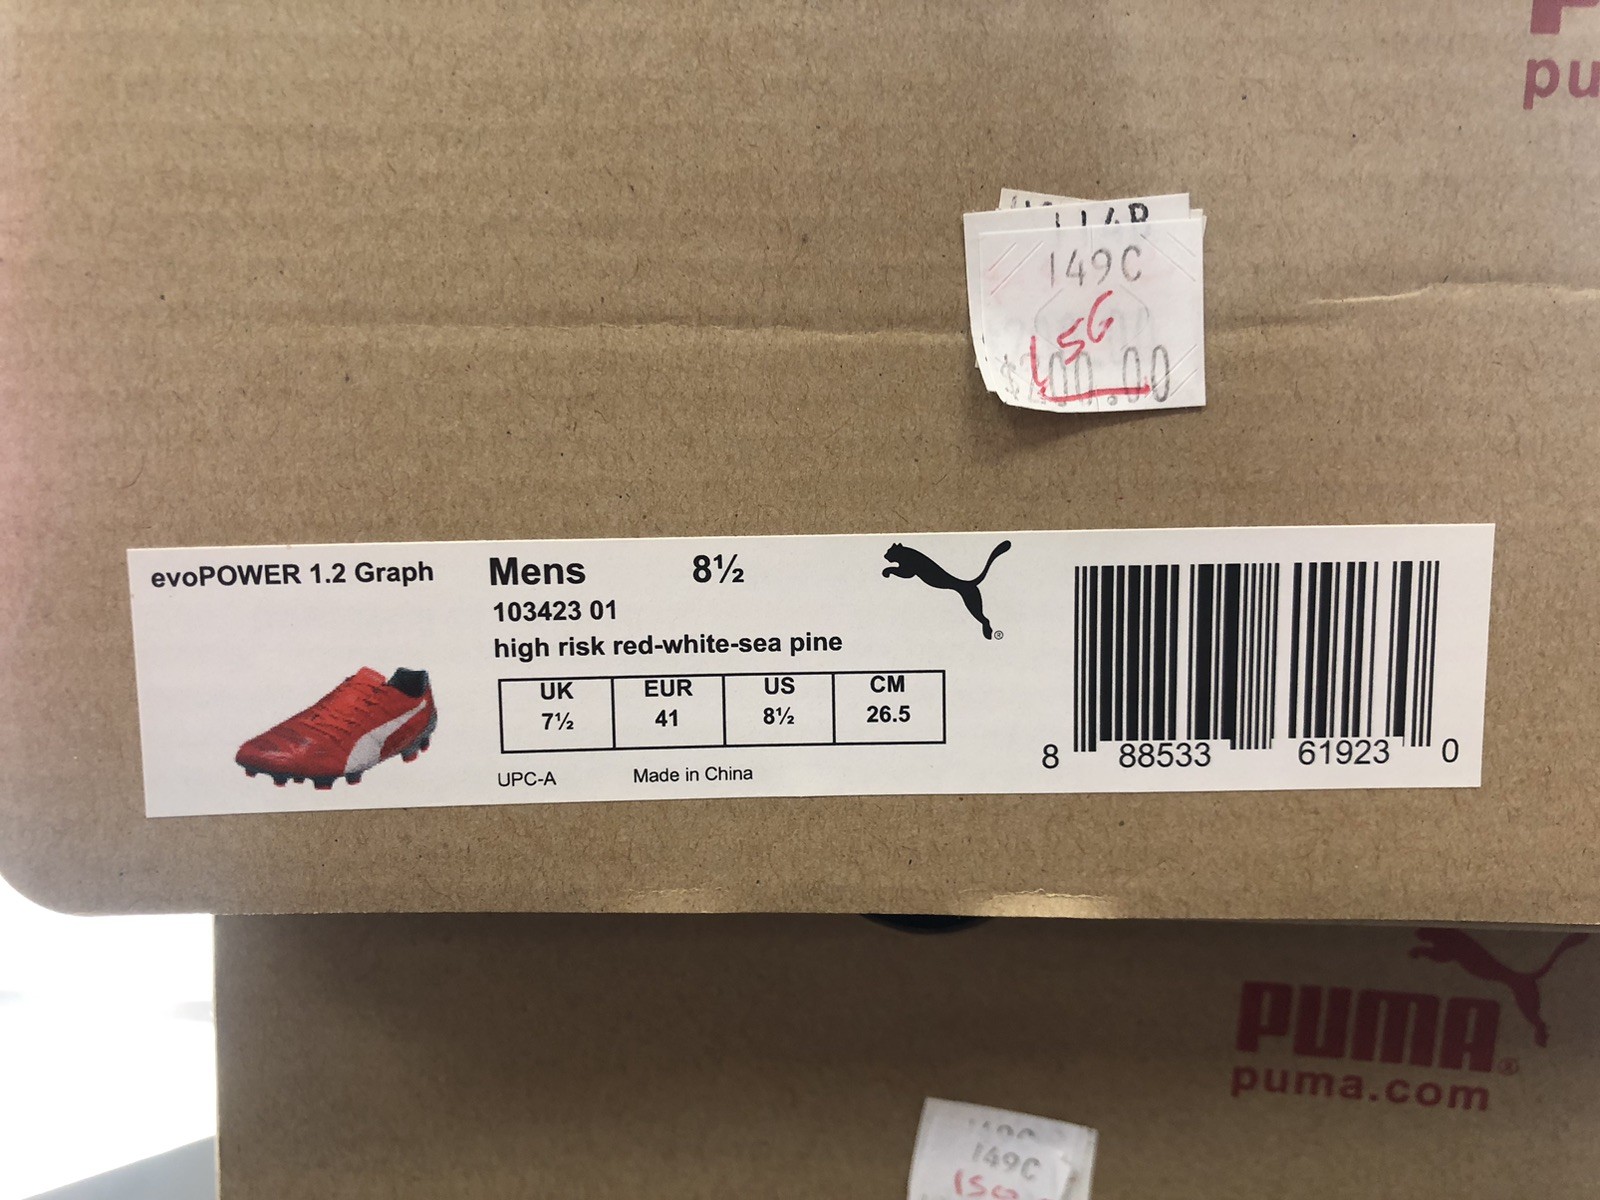 pu
149C
$200.00
evoPOWER 1.2 Graph
Mens 8½
103423 01
high risk red-white-sea pine
UK EUR US CM
7½ 41 8½ 26.5
UPC-A Made in China
8 88533 61923 0
PUMA®
puma.com
149C
150